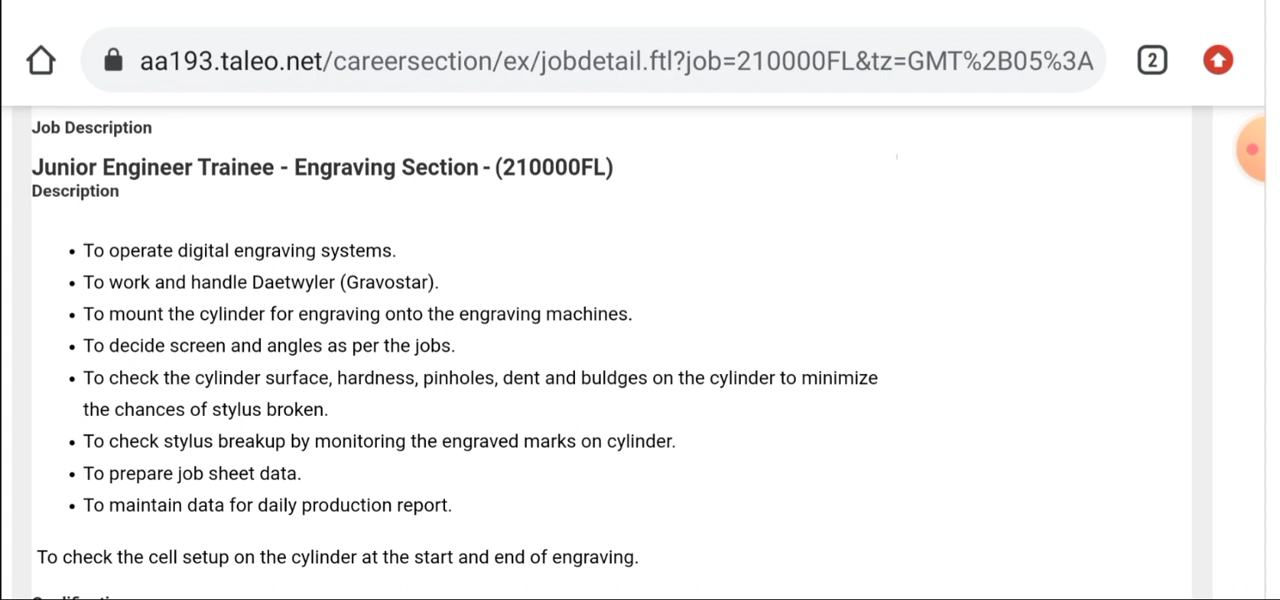 aa193.taleo.net/careersection/ex/jobdetail.ftl?job=210000FL&tz=GMT%2B05%3A
2
Job Description
Junior Engineer Trainee - Engraving Section - (210000FL)
Description
• To operate digital engraving systems.
• To work and handle Daetwyler (Gravostar).
• To mount the cylinder for engraving onto the engraving machines.
• To decide screen and angles as per the jobs.
• To check the cylinder surface, hardness, pinholes, dent and buldges on the cylinder to minimize
the chances of stylus broken.
• To check stylus breakup by monitoring the engraved marks on cylinder.
• To prepare job sheet data.
• To maintain data for daily production report.
To check the cell setup on the cylinder at the start and end of engraving.